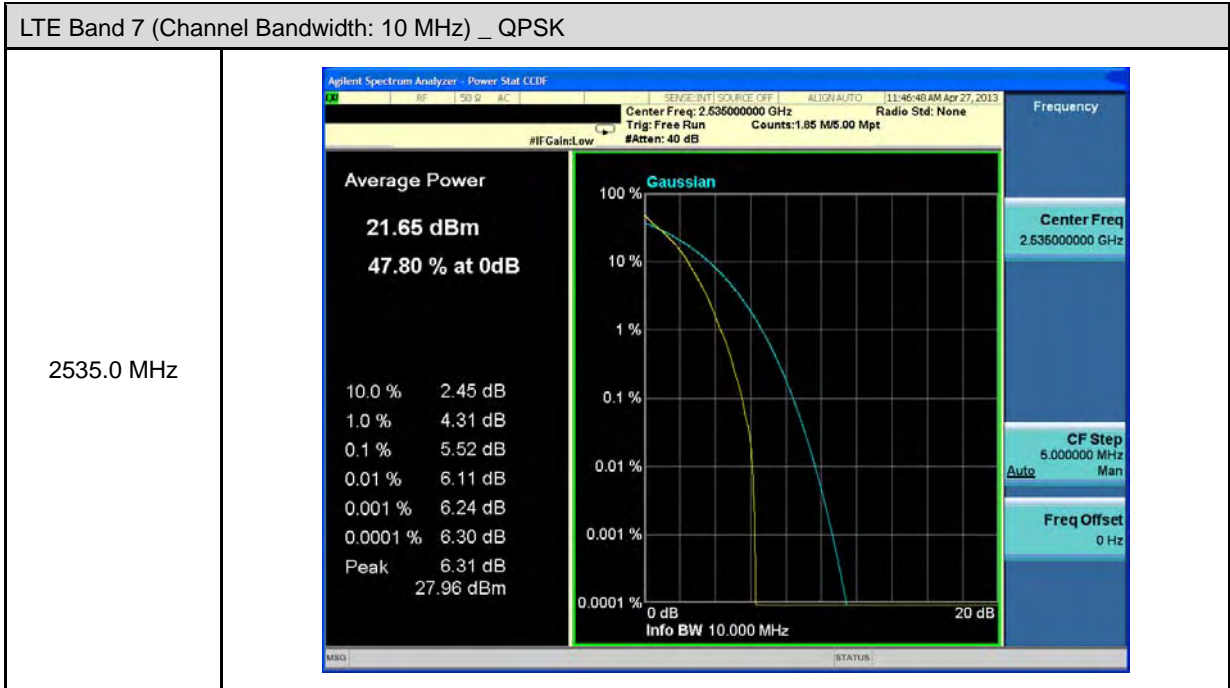 LTE Band 7 (Channel Bandwidth: 10 MHz) _ QPSK
2535.0 MHz
Agilent Spectrum Analyzer - Power Stat CCDF
RF 50 Ω AC SENSE:INT SOURCE OFF ALIGN AUTO 11:46:48 AM Apr 27, 2013
Center Freq: 2.535000000 GHz Radio Std: None
Trig: Free Run Counts:1.85 M/5.00 Mpt
#IFGain:Low #Atten: 40 dB
Average Power
21.65 dBm
47.80 % at 0dB
10.0 % 2.45 dB
1.0 % 4.31 dB
0.1 % 5.52 dB
0.01 % 6.11 dB
0.001 % 6.24 dB
0.0001 % 6.30 dB
Peak 6.31 dB
27.96 dBm
Gaussian
100 %
10 %
1 %
0.1 %
0.01 %
0.001 %
0.0001 %
0 dB 20 dB
Info BW 10.000 MHz
Frequency
Center Freq
2.535000000 GHz
CF Step
5.000000 MHz
Auto Man
Freq Offset
0 Hz
MSG STATUS